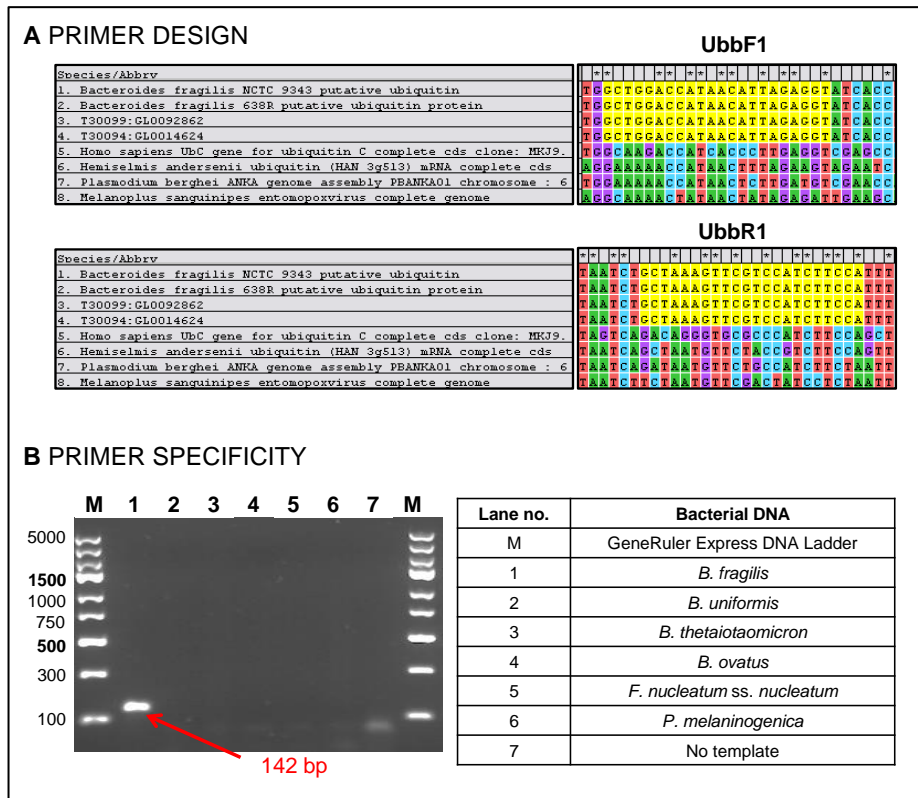 A PRIMER DESIGN
UbbF1
Species/Abbrv ** ** ** ** * ** * *
1. Bacteroides fragilis NCTC 9343 putative ubiquitin TGGCTGGACCATAACATTAGAGGTATCACC
2. Bacteroides fragilis 638R putative ubiquitin protein TGGCTGGACCATAACATTAGAGGTATCACC
3. T30099:GL0092862 TGGCTGGACCATAACATTAGAGGTATCACC
4. T30094:GL0014624 TGGCTGGACCATAACATTAGAGGTATCACC
5. Homo sapiens UbC gene for ubiquitin C complete cds clone: MKJ9. TGGCAAGACCATCACCCTTGAGGTCGAGCC
6. Hemiselmis andersenii ubiquitin (HAN 3g513) mRNA complete cds AGGAAAAACCATAACTTTAGAAGTAGAATC
7. Plasmodium berghei ANKA genome assembly PBANKA01 chromosome : 6 TGGAAAAACCATAACTCTTGATGTCGAACC
8. Melanoplus sanguinipes entomopoxvirus complete genome AGGCAAAACTATAACTATAGAGATTGAAGC
UbbR1
Species/Abbrv ** ** * * ** * ** ** *
1. Bacteroides fragilis NCTC 9343 putative ubiquitin TAATCTGCTAAAGTTCGTCCATCTTCCATTT
2. Bacteroides fragilis 638R putative ubiquitin protein TAATCTGCTAAAGTTCGTCCATCTTCCATTT
3. T30099:GL0092862 TAATCTGCTAAAGTTCGTCCATCTTCCATTT
4. T30094:GL0014624 TAATCTGCTAAAGTTCGTCCATCTTCCATTT
5. Homo sapiens UbC gene for ubiquitin C complete cds clone: MKJ9. TAGTCAGACAGGGTGCGCCCATCTTCCAGCT
6. Hemiselmis andersenii ubiquitin (HAN 3g513) mRNA complete cds TAATCAGCTAATGTTCTACCGTCTTCCAGTT
7. Plasmodium berghei ANKA genome assembly PBANKA01 chromosome : 6 TAATCAGATAATGTTCTGCCATCTTCTAATT
8. Melanoplus sanguinipes entomopoxvirus complete genome TAATCTTCTAATGTTCGACTATCCTCTAATT
B PRIMER SPECIFICITY
M 1 2 3 4 5 6 7 M
5000
1500
1000
750
500
300
100
142 bp
Lane no. Bacterial DNA
M GeneRuler Express DNA Ladder
1 B. fragilis
2 B. uniformis
3 B. thetaiotaomicron
4 B. ovatus
5 F. nucleatum ss. nucleatum
6 P. melaninogenica
7 No template